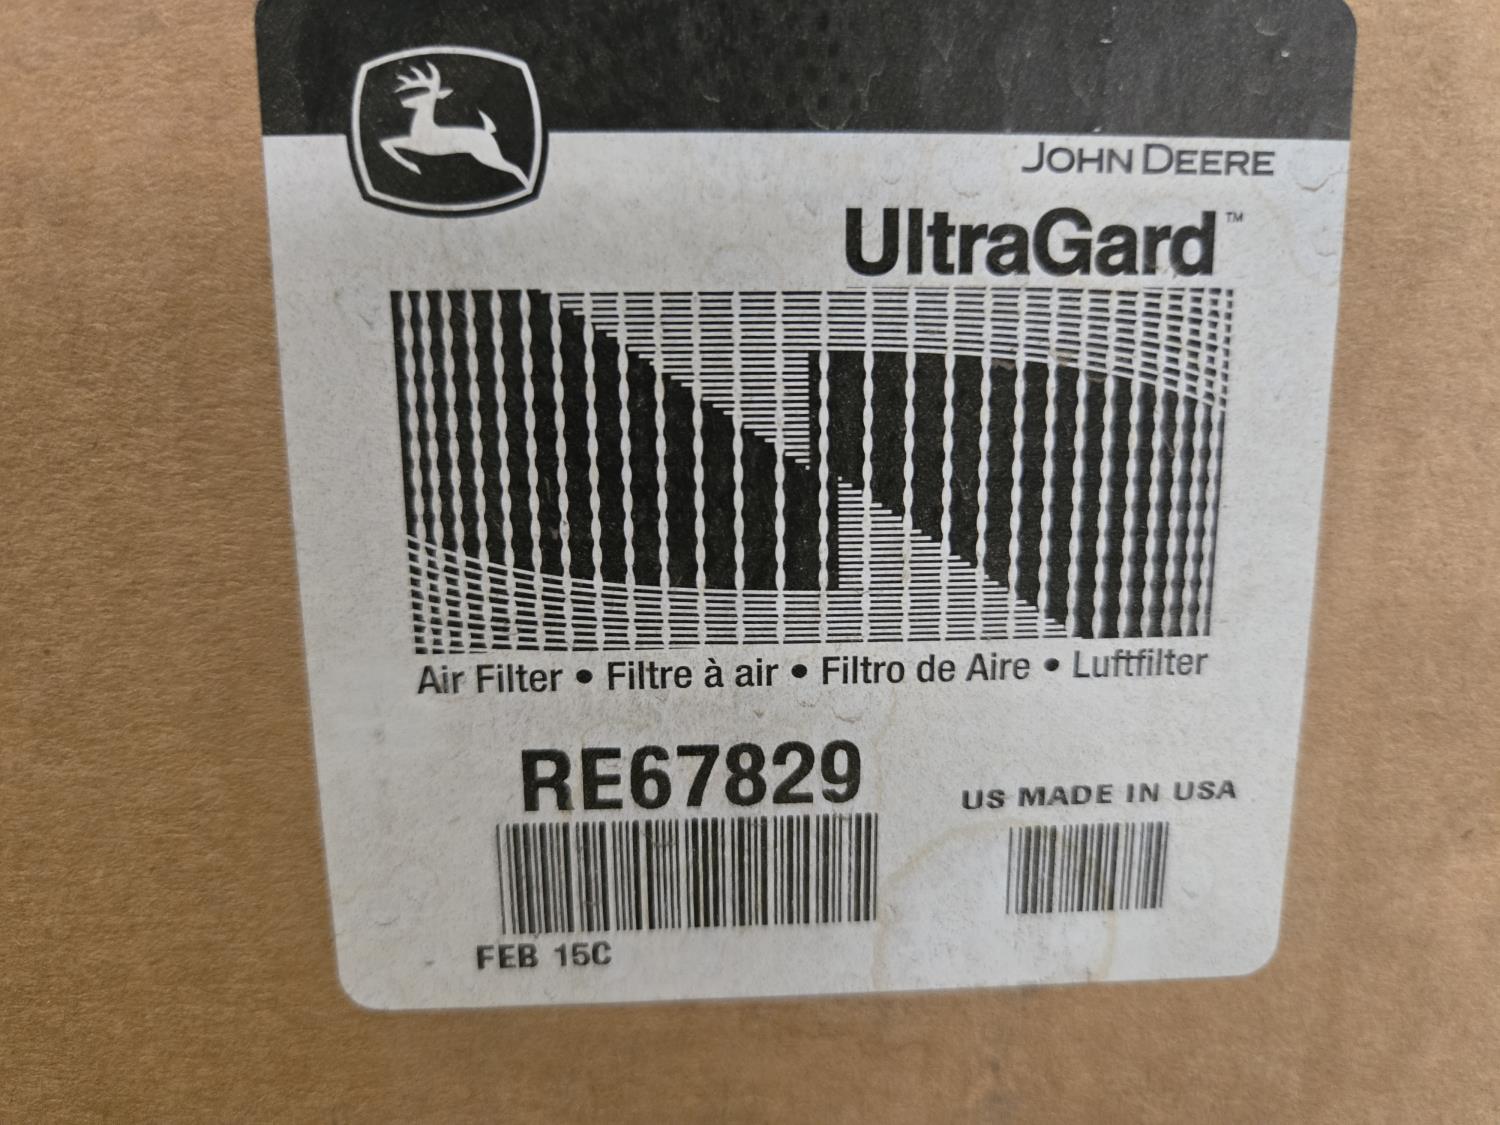 JOHN DEERE
UltraGard™
Air Filter • Filtre à air • Filtro de Aire • Luftfilter
RE67829
US MADE IN USA
FEB 15C